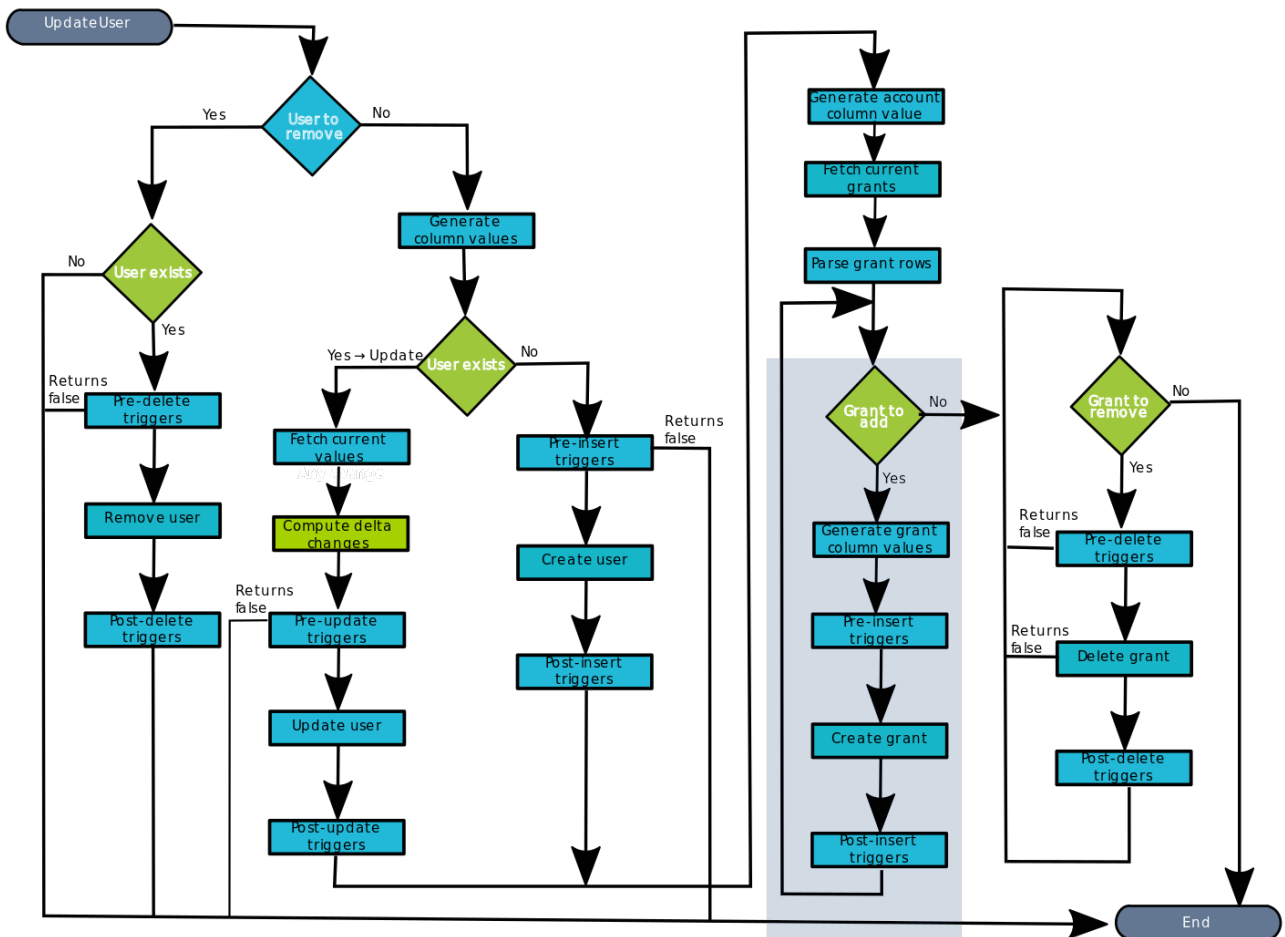 UpdateUser
User to
remove
Yes
No
Generate
column values
User exists
No
Yes
Returns
false
Pre-delete
triggers
Remove user
Post-delete
triggers
User exists
Yes → Update
No
Fetch current
values
Any change
Compute delta
changes
Returns
false
Pre-update
triggers
Update user
Post-update
triggers
Pre-insert
triggers
Returns
false
Create user
Post-insert
triggers
Generate account
column value
Fetch current
grants
Parse grant rows
Grant to
add
No
Yes
Generate grant
column values
Pre-insert
triggers
Create grant
Post-insert
triggers
Grant to
remove
No
Yes
Returns
false
Pre-delete
triggers
Returns
false
Delete grant
Post-delete
triggers
End